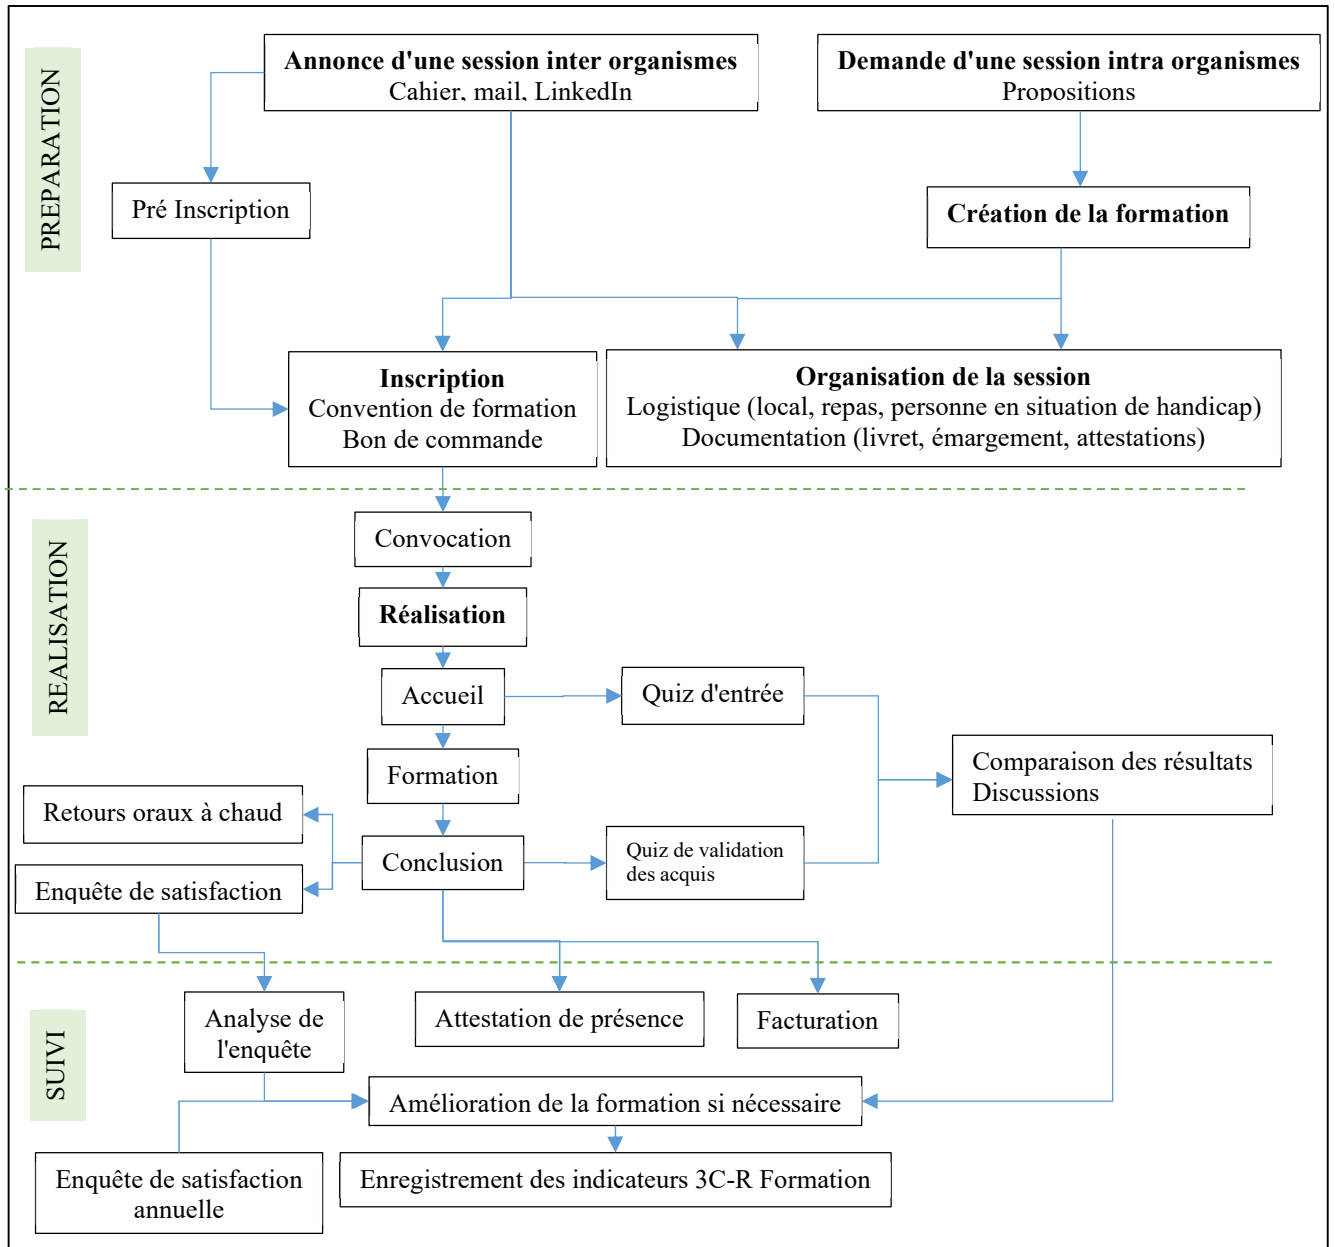 PREPARATION
Annonce d'une session inter organismes
Cahier, mail, LinkedIn
Demande d'une session intra organismes
Propositions
Pré Inscription
Création de la formation
Inscription
Convention de formation
Bon de commande
Organisation de la session
Logistique (local, repas, personne en situation de handicap)
Documentation (livret, émargement, attestations)
REALISATION
Convocation
Réalisation
Accueil
Quiz d'entrée
Formation
Comparaison des résultats
Discussions
Retours oraux à chaud
Conclusion
Quiz de validation
des acquis
Enquête de satisfaction
SUIVI
Analyse de
l'enquête
Attestation de présence
Facturation
Amélioration de la formation si nécessaire
Enquête de satisfaction
annuelle
Enregistrement des indicateurs 3C-R Formation